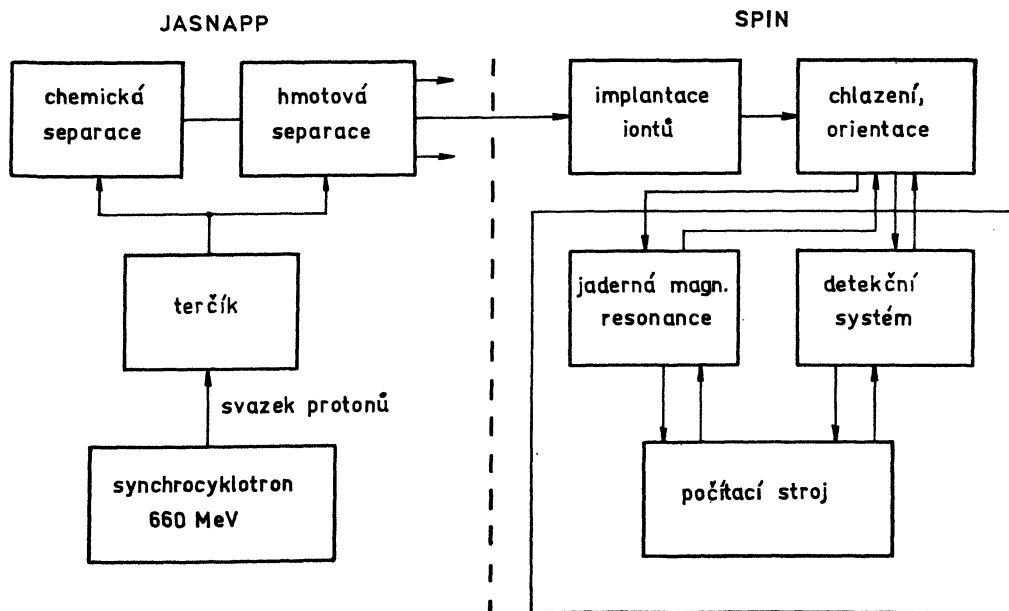 JASNAPP
SPIN
chemická
separace
hmotová
separace
implantace
iontů
chlazení,
orientace
terčík
jaderná magn.
resonance
detekční
systém
svazek protonů
synchrocyklotron
660 MeV
počítací stroj